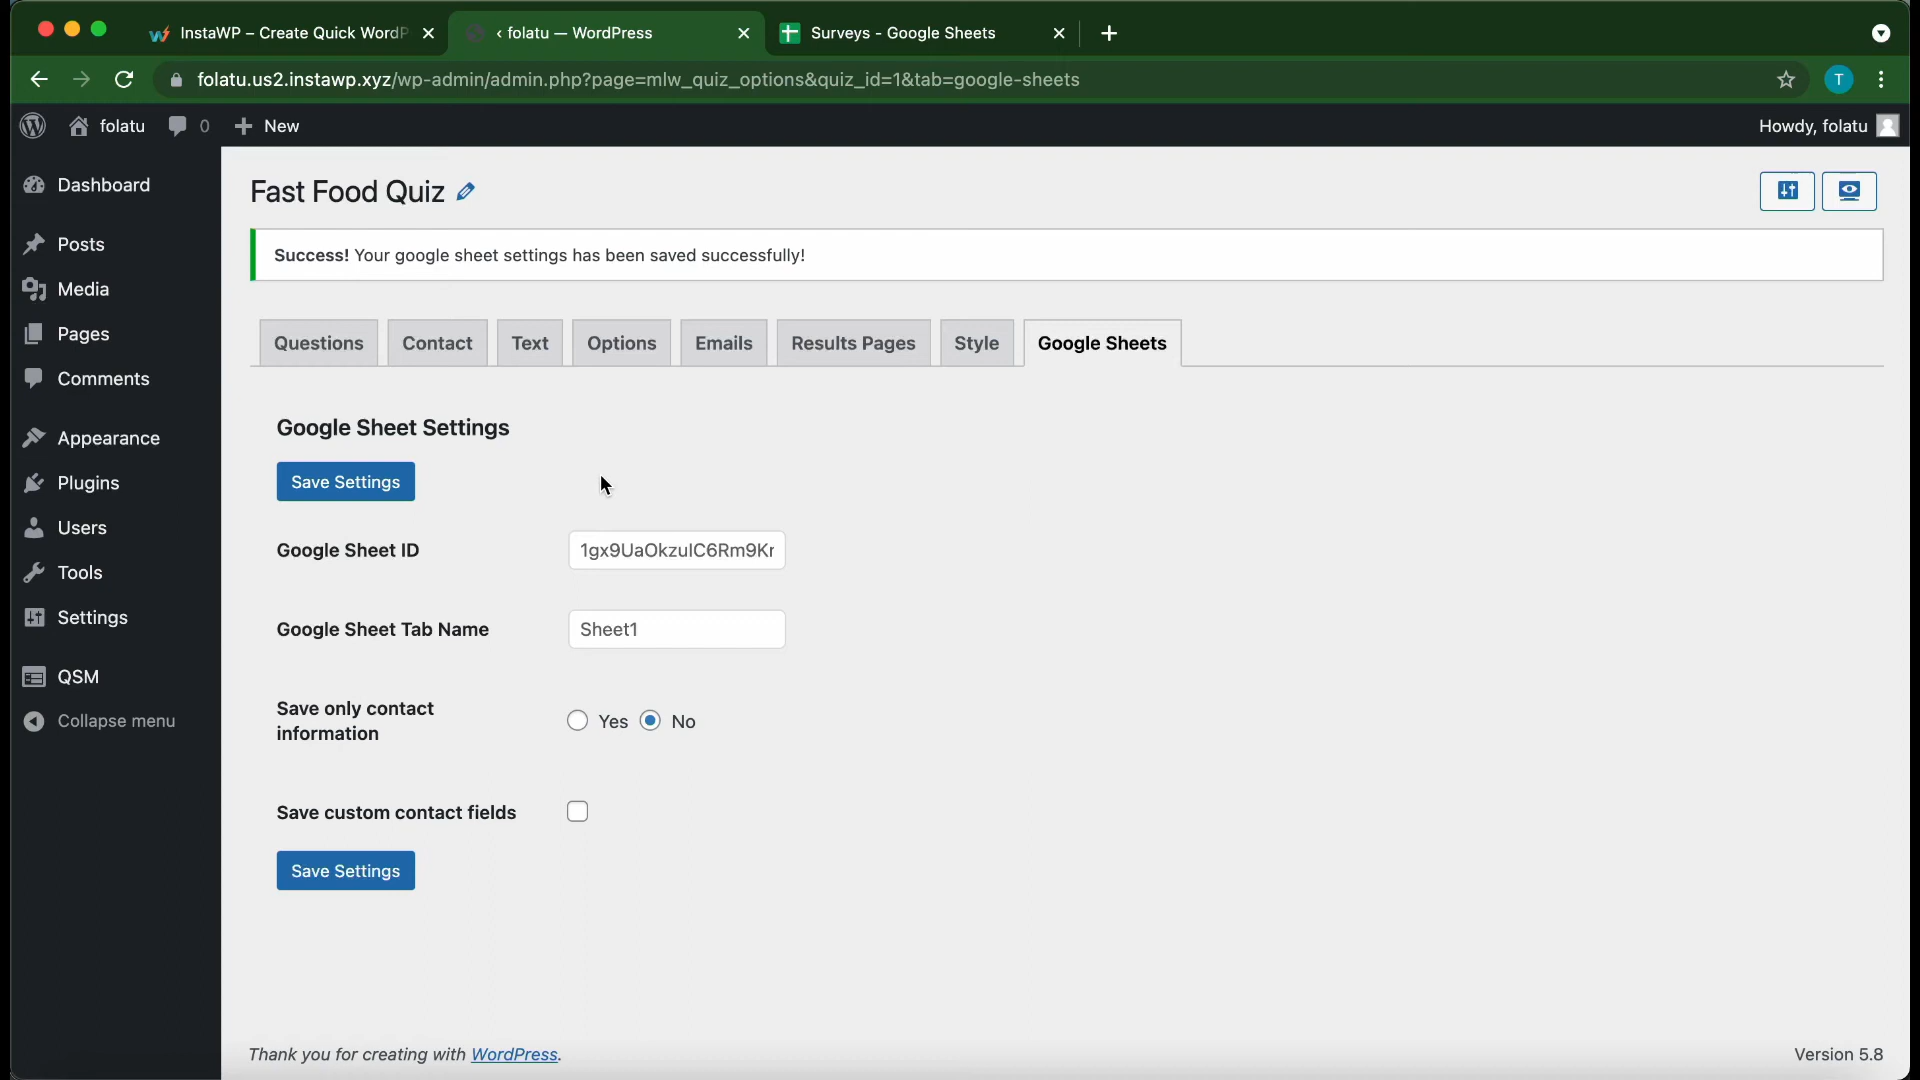 InstaWP – Create Quick WordP
‹ folatu — WordPress
Surveys - Google Sheets
folatu.us2.instawp.xyz/wp-admin/admin.php?page=mlw_quiz_options&quiz_id=1&tab=google-sheets
T
folatu
0
New
Howdy, folatu
Dashboard
Posts
Media
Pages
Comments
Appearance
Plugins
Users
Tools
Settings
QSM
Collapse menu
Fast Food Quiz
Success! Your google sheet settings has been saved successfully!
Questions
Contact
Text
Options
Emails
Results Pages
Style
Google Sheets
Google Sheet Settings
Save Settings
Google Sheet ID
1gx9UaOkzulC6Rm9Kr
Google Sheet Tab Name
Sheet1
Save only contact
information
Yes
No
Save custom contact fields
Save Settings
Thank you for creating with WordPress.
Version 5.8